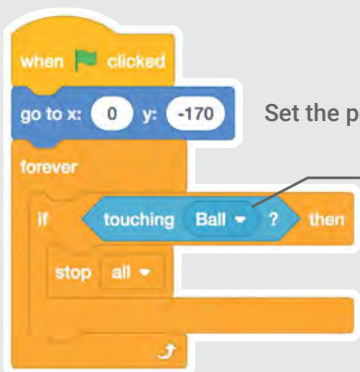 when clicked
go to x: 0 y: -170
Set the p
forever
if touching Ball ? then
stop all